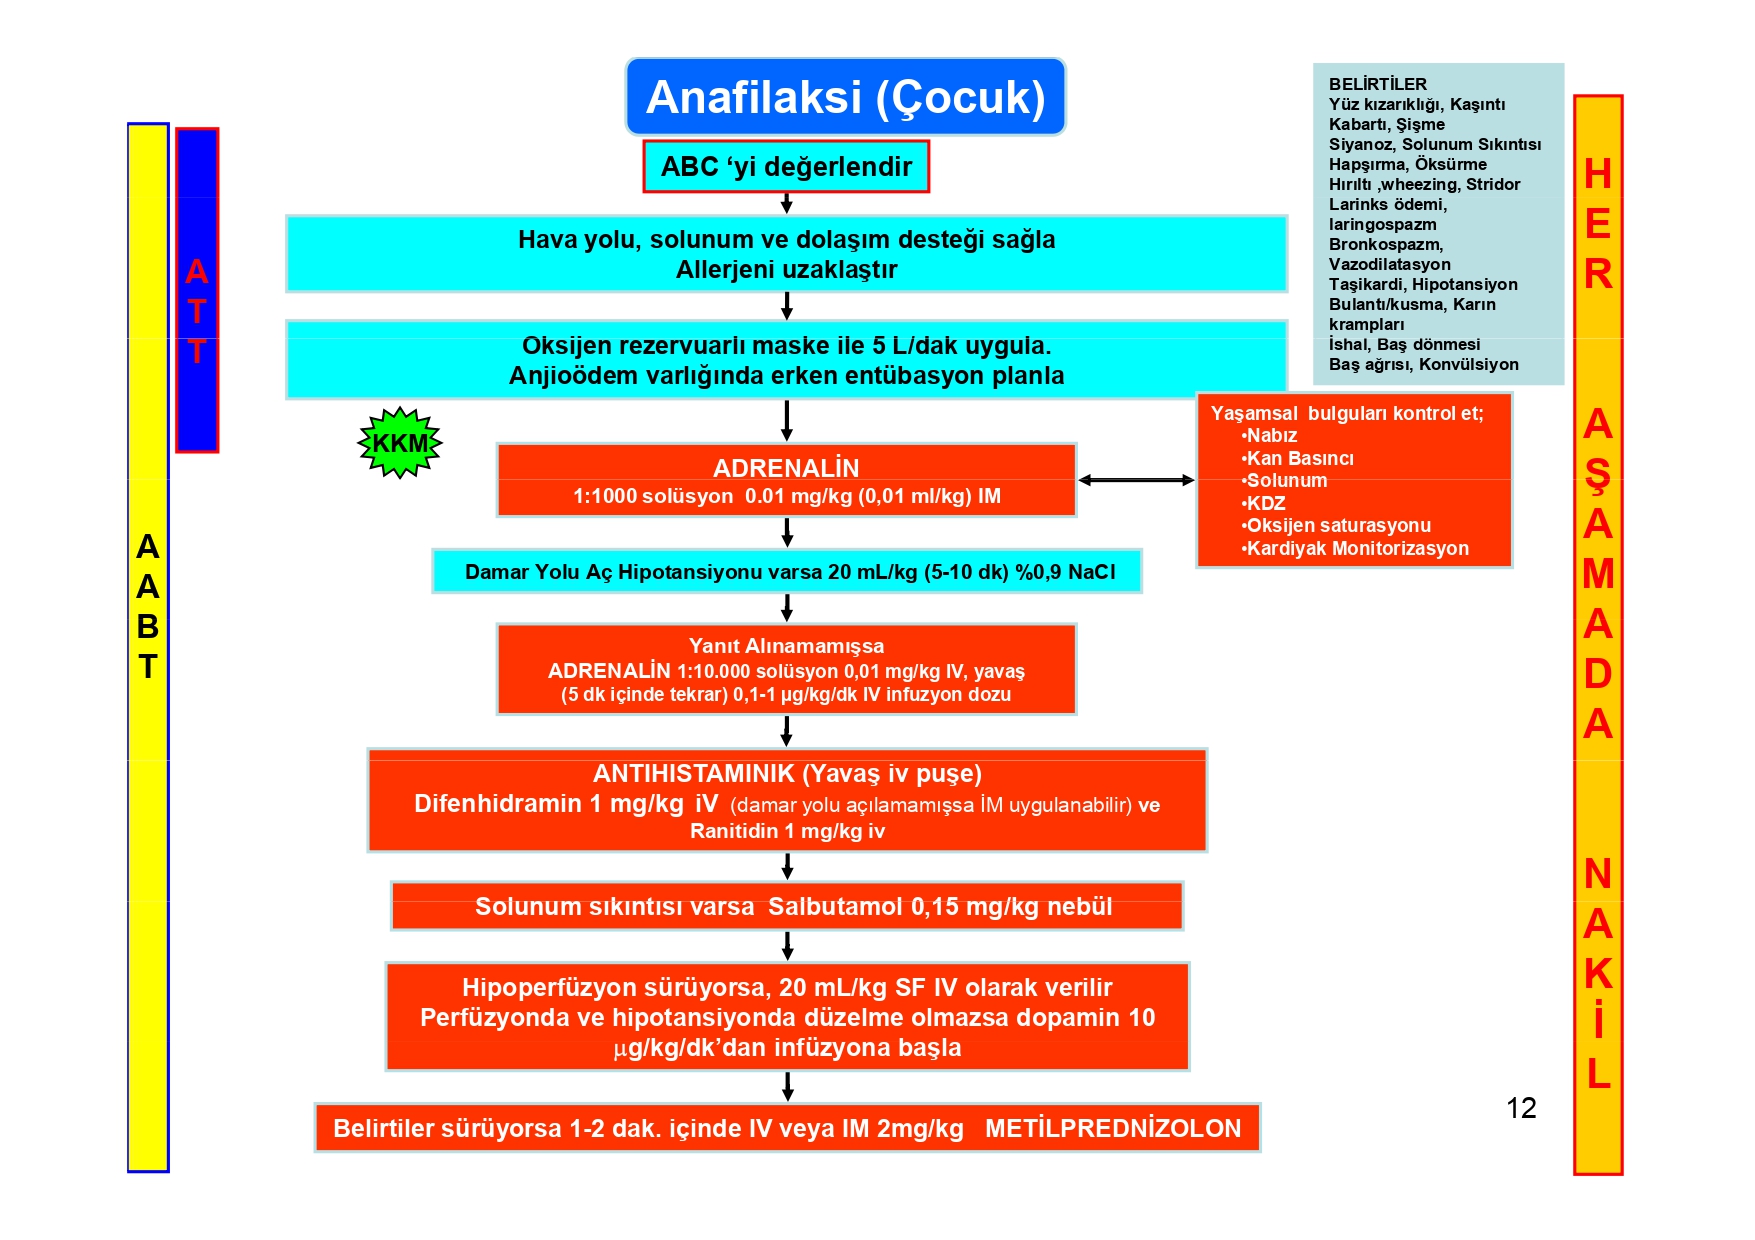 Anafilaksi (Çocuk)
ABC ‘yi değerlendir
Hava yolu, solunum ve dolaşım desteği sağla
Allerjeni uzaklaştır
Oksijen rezervuarlı maske ile 5 L/dak uygula.
Anjioödem varlığında erken entübasyon planla
KKM
ADRENALİN
1:1000 solüsyon 0.01 mg/kg (0,01 ml/kg) IM
Damar Yolu Aç Hipotansiyonu varsa 20 mL/kg (5-10 dk) %0,9 NaCl
Yanıt Alınamamışsa
ADRENALİN 1:10.000 solüsyon 0,01 mg/kg IV, yavaş
(5 dk içinde tekrar) 0,1-1 µg/kg/dk IV infuzyon dozu
ANTIHISTAMINIK (Yavaş iv puşe)
Difenhidramin 1 mg/kg iV (damar yolu açılamamışsa İM uygulanabilir) ve
Ranitidin 1 mg/kg iv
Solunum sıkıntısı varsa Salbutamol 0,15 mg/kg nebül
Hipoperfüzyon sürüyorsa, 20 mL/kg SF IV olarak verilir
Perfüzyonda ve hipotansiyonda düzelme olmazsa dopamin 10
µg/kg/dk’dan infüzyona başla
Belirtiler sürüyorsa 1-2 dak. içinde IV veya IM 2mg/kg METİLPREDNİZOLON
BELİRTİLER
Yüz kızarıklığı, Kaşıntı
Kabartı, Şişme
Siyanoz, Solunum Sıkıntısı
Hapşırma, Öksürme
Hırıltı ,wheezing, Stridor
Larinks ödemi,
laringospazm
Bronkospazm,
Vazodilatasyon
Taşikardi, Hipotansiyon
Bulantı/kusma, Karın
krampları
İshal, Baş dönmesi
Baş ağrısı, Konvülsiyon
Yaşamsal bulguları kontrol et;
•Nabız
•Kan Basıncı
•Solunum
•KDZ
•Oksijen saturasyonu
•Kardiyak Monitorizasyon
AABT
ATT
HER AŞAMADA NAKİL
12